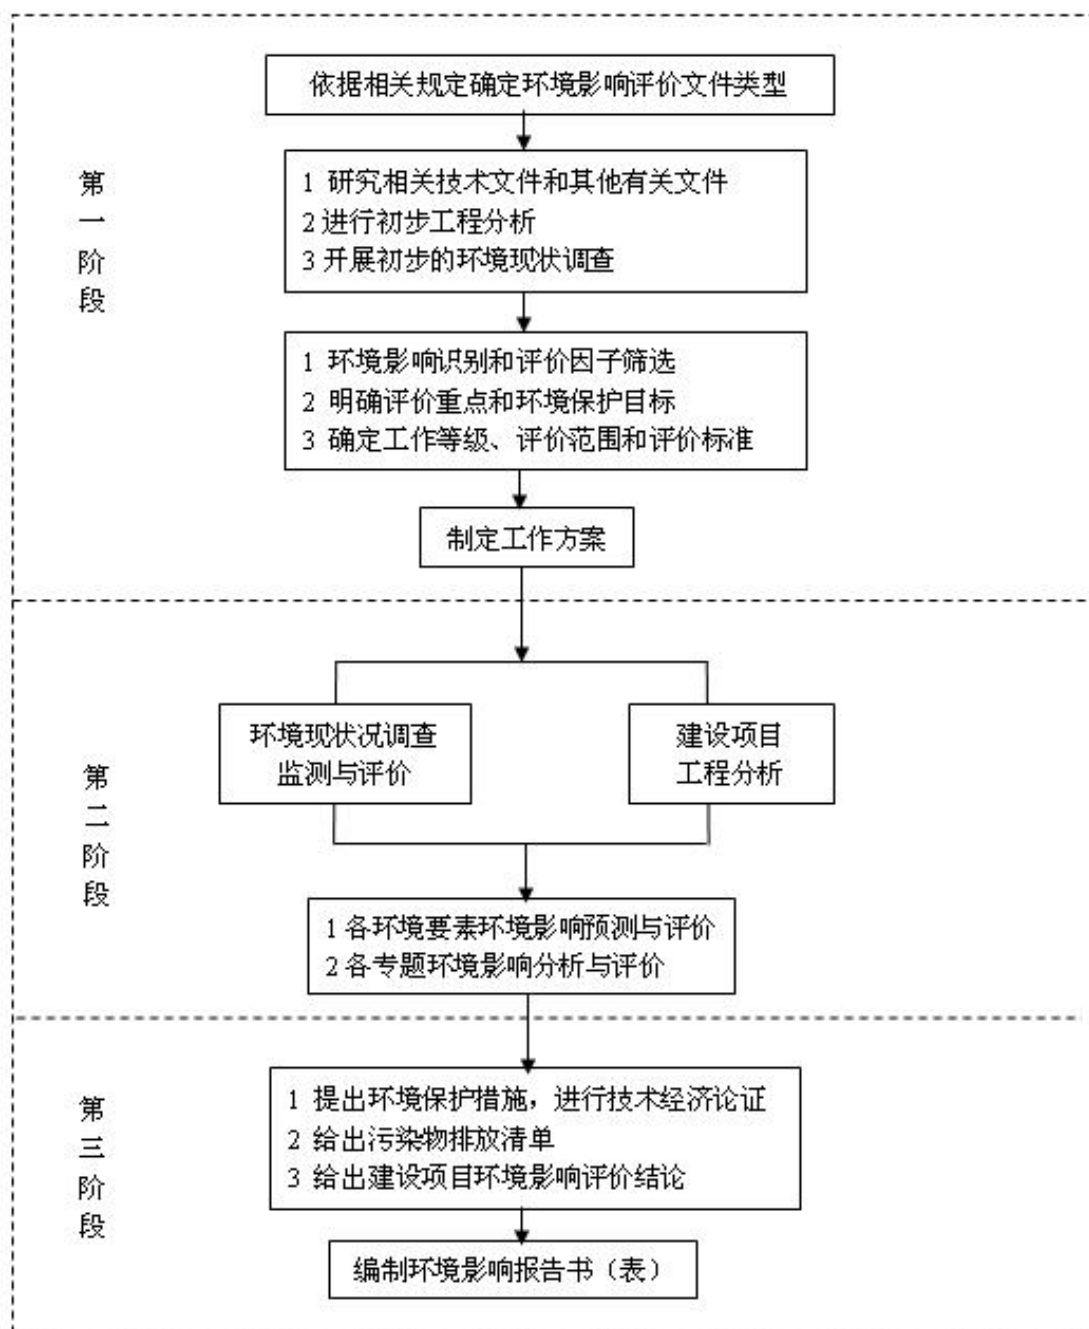 依据相关规定确定环境影响评价文件类型
第一阶段
1 研究相关技术文件和其他有关文件
2 进行初步工程分析
3 开展初步的环境现状调查
1 环境影响识别和评价因子筛选
2 明确评价重点和环境保护目标
3 确定工作等级、评价范围和评价标准
制定工作方案
第二阶段
环境现状况调查
监测与评价
建设项目
工程分析
1 各环境要素环境影响预测与评价
2 各专题环境影响分析与评价
第三阶段
1 提出环境保护措施，进行技术经济论证
2 给出污染物排放清单
3 给出建设项目环境影响评价结论
编制环境影响报告书（表）